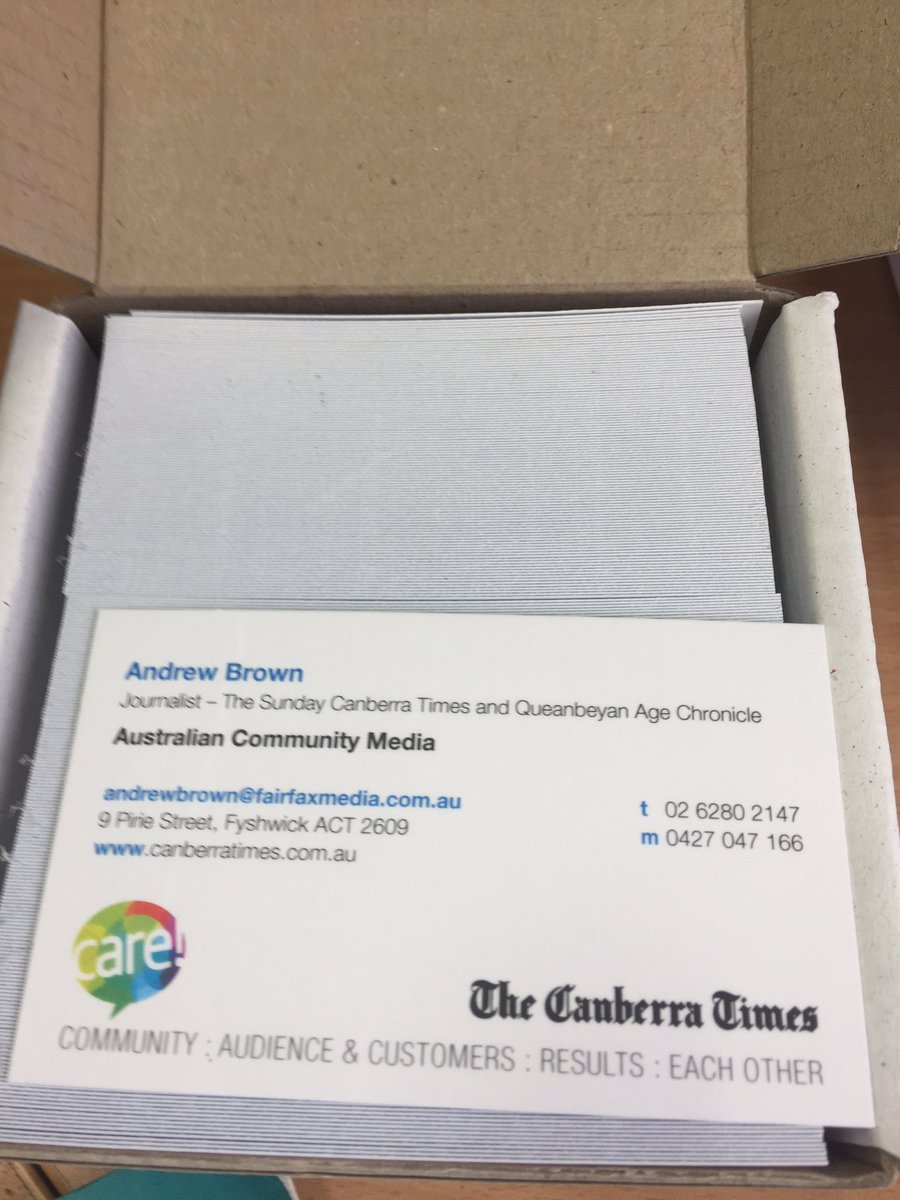 Andrew Brown
Journalist – The Sunday Canberra Times and Queanbeyan Age Chronicle
Australian Community Media
andrewbrown@fairfaxmedia.com.au
9 Pirie Street, Fyshwick ACT 2609
www.canberratimes.com.au
t 02 6280 2147
m 0427 047 166
care!
The Canberra Times
COMMUNITY : AUDIENCE & CUSTOMERS : RESULTS : EACH OTHER